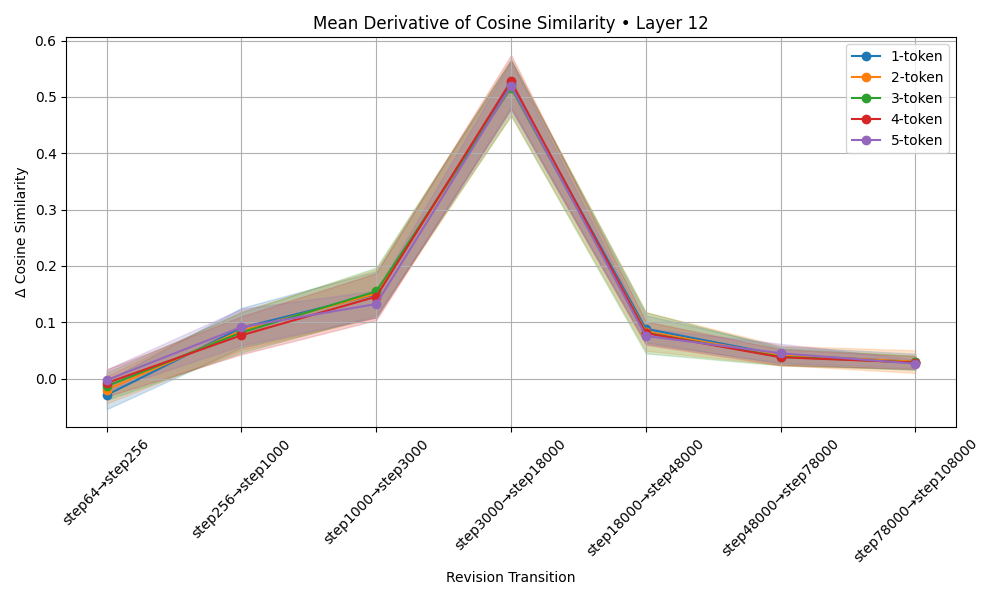 Mean Derivative of Cosine Similarity • Layer 12
Δ Cosine Similarity
0.6
0.5
0.4
0.3
0.2
0.1
0.0
1-token
2-token
3-token
4-token
5-token
step64→step256
step256→step1000
step1000→step3000
step3000→step18000
step18000→step48000
step48000→step78000
step78000→step108000
Revision Transition